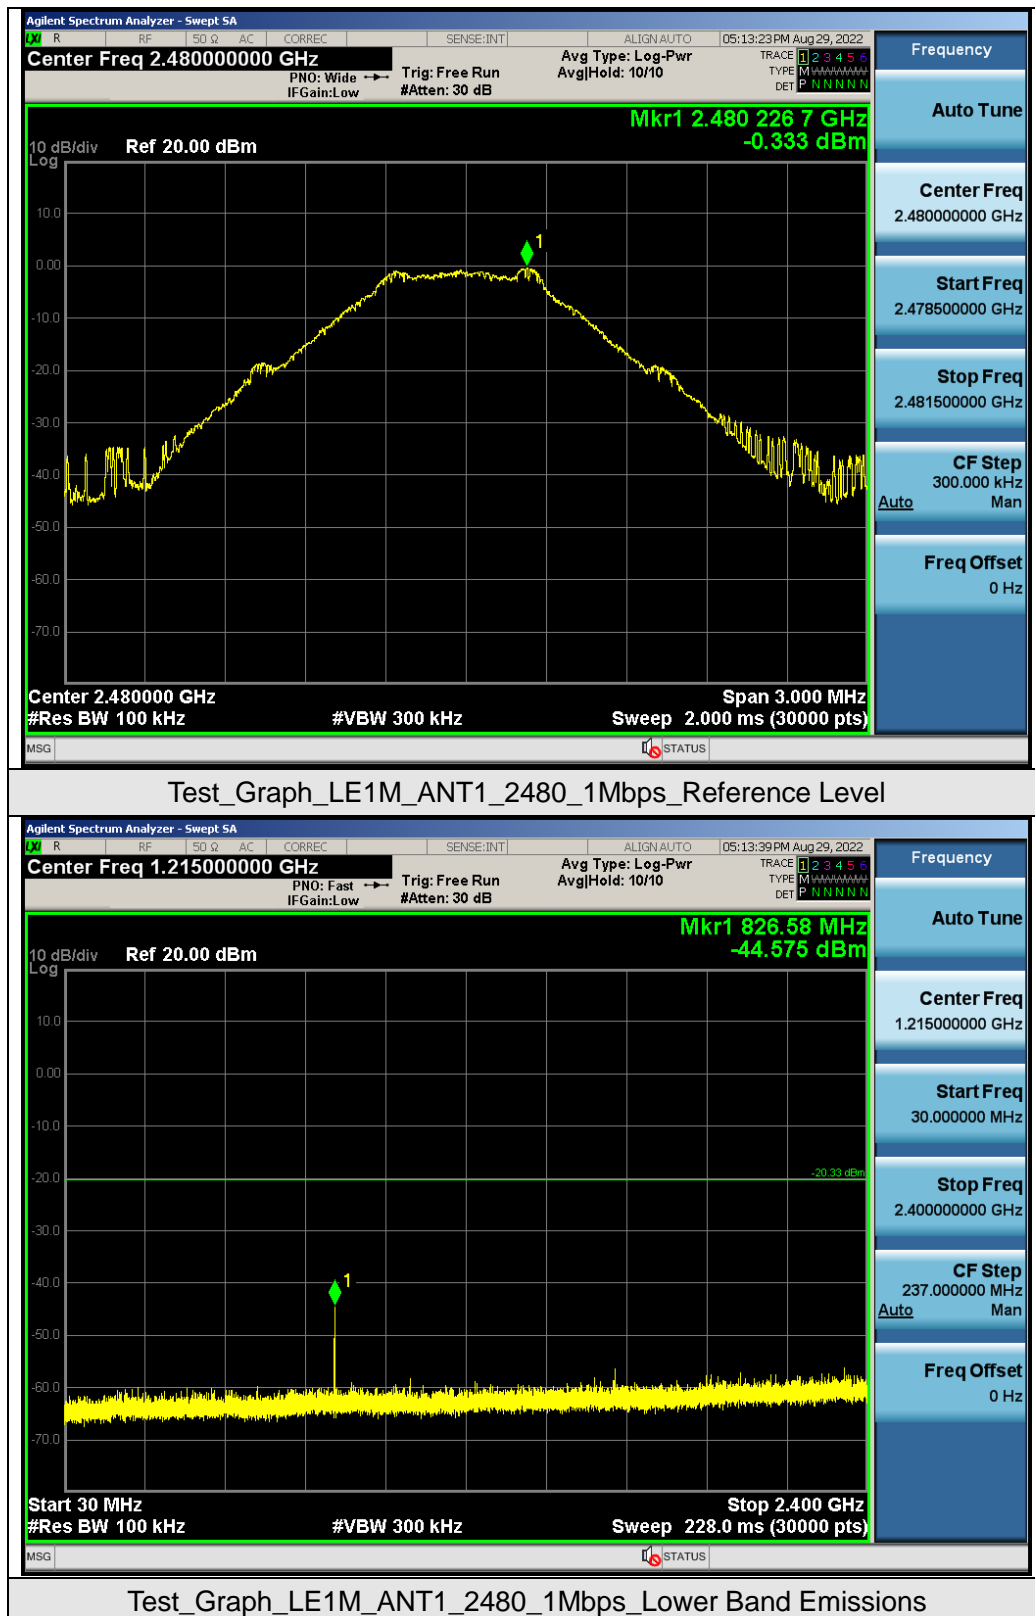 Agilent Spectrum Analyzer - Swept SA
LXI R RF 50 Ω AC CORREC SENSE:INT ALIGN AUTO 05:13:23 PM Aug 29, 2022
Center Freq 2.480000000 GHz Avg Type: Log-Pwr TRACE 1 2 3 4 5 6
PNO: Wide Trig: Free Run Avg|Hold: 10/10 TYPE M WWWWW
IFGain:Low #Atten: 30 dB DET P N N N N N
Mkr1 2.480 226 7 GHz
-0.333 dBm
10 dB/div Ref 20.00 dBm
Log
10.0
0.00
-10.0
-20.0
-30.0
-40.0
-50.0
-60.0
-70.0
1
Center 2.480000 GHz Span 3.000 MHz
#Res BW 100 kHz #VBW 300 kHz Sweep 2.000 ms (30000 pts)
MSG STATUS
Frequency
Auto Tune
Center Freq
2.480000000 GHz
Start Freq
2.478500000 GHz
Stop Freq
2.481500000 GHz
CF Step
300.000 kHz
Auto Man
Freq Offset
0 Hz
Test_Graph_LE1M_ANT1_2480_1Mbps_Reference Level
Agilent Spectrum Analyzer - Swept SA
LXI R RF 50 Ω AC CORREC SENSE:INT ALIGN AUTO 05:13:39 PM Aug 29, 2022
Center Freq 1.215000000 GHz Avg Type: Log-Pwr TRACE 1 2 3 4 5 6
PNO: Fast Trig: Free Run Avg|Hold: 10/10 TYPE M WWWWW
IFGain:Low #Atten: 30 dB DET P N N N N N
Mkr1 826.58 MHz
-44.575 dBm
10 dB/div Ref 20.00 dBm
Log
10.0
0.00
-10.0
-20.0
-30.0
-40.0
-50.0
-60.0
-70.0
-20.33 dBm
1
Start 30 MHz Stop 2.400 GHz
#Res BW 100 kHz #VBW 300 kHz Sweep 228.0 ms (30000 pts)
MSG STATUS
Frequency
Auto Tune
Center Freq
1.215000000 GHz
Start Freq
30.000000 MHz
Stop Freq
2.400000000 GHz
CF Step
237.000000 MHz
Auto Man
Freq Offset
0 Hz
Test_Graph_LE1M_ANT1_2480_1Mbps_Lower Band Emissions